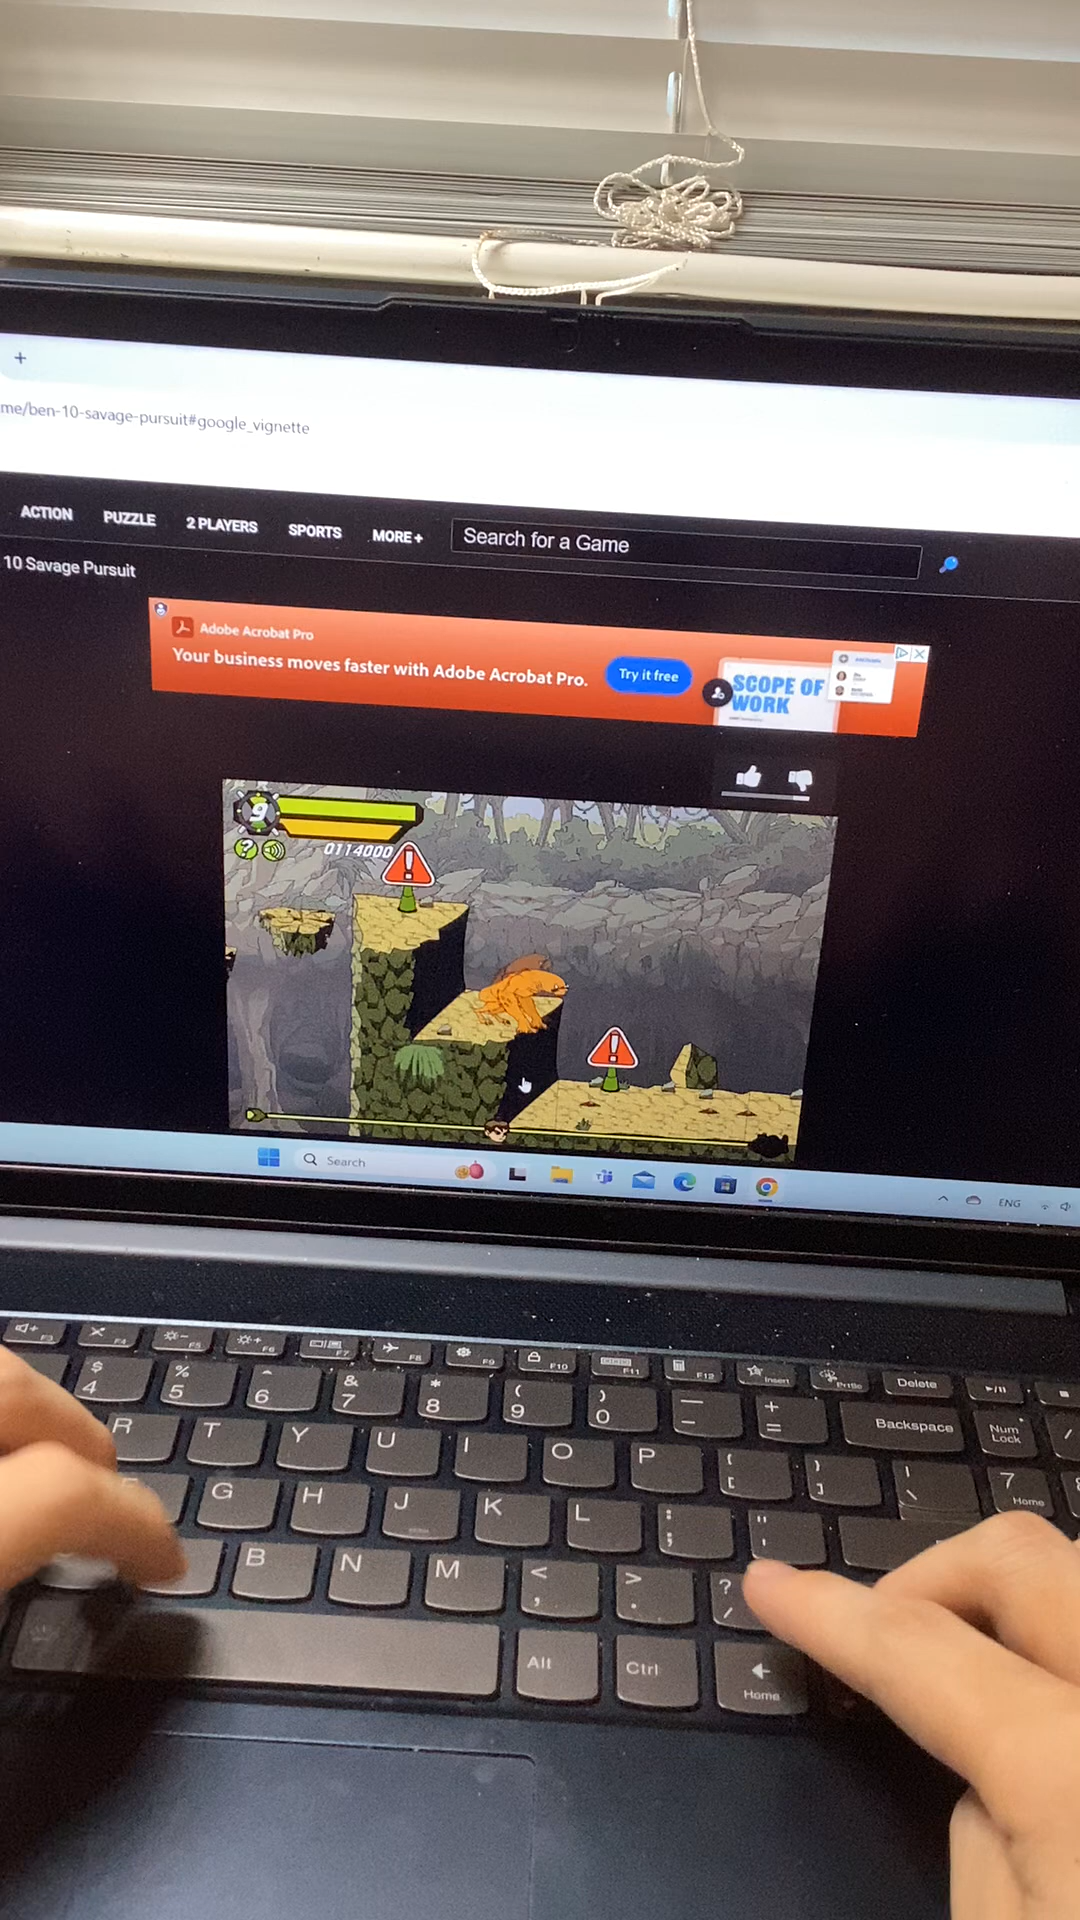 +
me/ben-10-savage-pursuit#google_vignette
ACTION PUZZLE 2 PLAYERS SPORTS MORE+ Search for a Game
10 Savage Pursuit
Adobe Acrobat Pro
Your business moves faster with Adobe Acrobat Pro. Try it free
SCOPE OF
WORK
9
?
0114000
!
!
Search
ENG
F3 F4 F5 F6 F7 F8 F9 F10 F11 F12 Insert PrtSc Delete
$ % ^ & * ( ) _ +
4 5 6 7 8 9 0 - = Backspace Num Lock /
R T Y U I O P { [ } ] | \ 7 Home
G H J K L : ; " '
B N M < , > . ? /
Alt Ctrl Home